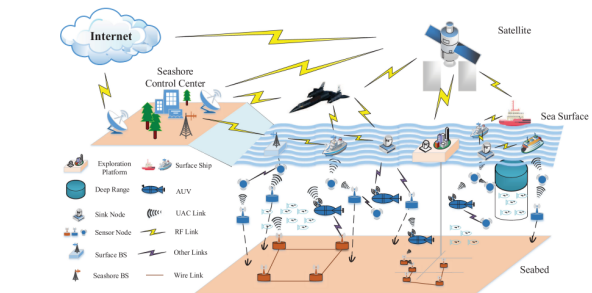 Internet
Satellite
Seashore
Control Center
Sea Surface
Exploration
Platform
Surface Ship
Deep Range
AUV
Sink Node
UAC Link
Sensor Node
RF Link
Surface BS
Other Links
Seashore BS
Wire Link
Seabed